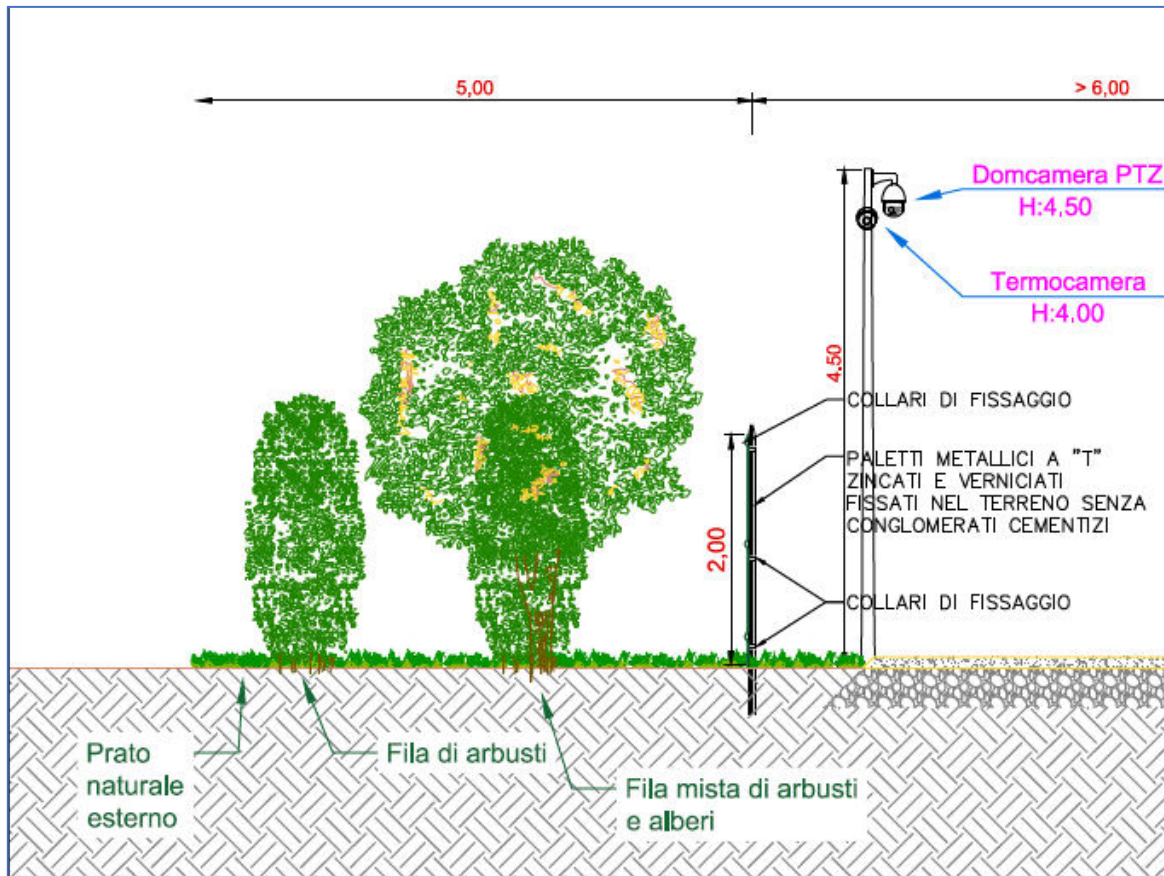 5,00
> 6,00
Domcamera PTZ
H:4.50
Termocamera
H:4.00
4.50
COLLARI DI FISSAGGIO
PALETTI METALLICI A "T"
ZINCATI E VERNICIATI
FISSATI NEL TERRENO SENZA
CONGLOMERATI CEMENTIZI
2,00
COLLARI DI FISSAGGIO
Prato
naturale
esterno
Fila di arbusti
Fila mista di arbusti
e alberi